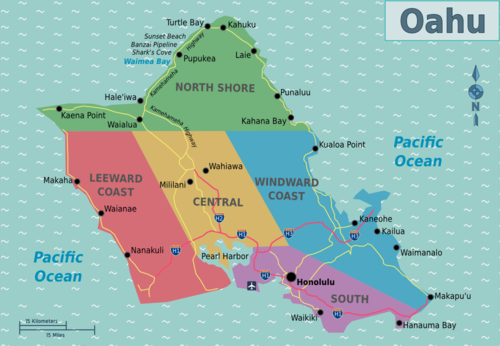 Oahu
Turtle Bay
Kahuku
Sunset Beach
Banzai Pipeline
Shark's Cove
Waimea Bay
Pupukea
Laie
Kamehameha
Highway
NORTH SHORE
Punaluu
Hale'iwa
Kaena Point
Waialua
Kamehameha Highway
Kahana Bay
Kualoa Point
Pacific
Ocean
Makaha
LEEWARD
COAST
Wahiawa
Mililani
CENTRAL
WINDWARD
COAST
Waianae
H2
Kaneohe
Kailua
Nanakuli
H1
H1
H3
H1
Waimanalo
Pearl Harbor
Pacific
Ocean
H1
Honolulu
SOUTH
Makapu'u
Waikiki
H1
Hanauma Bay
15 Kilometers
15 Miles